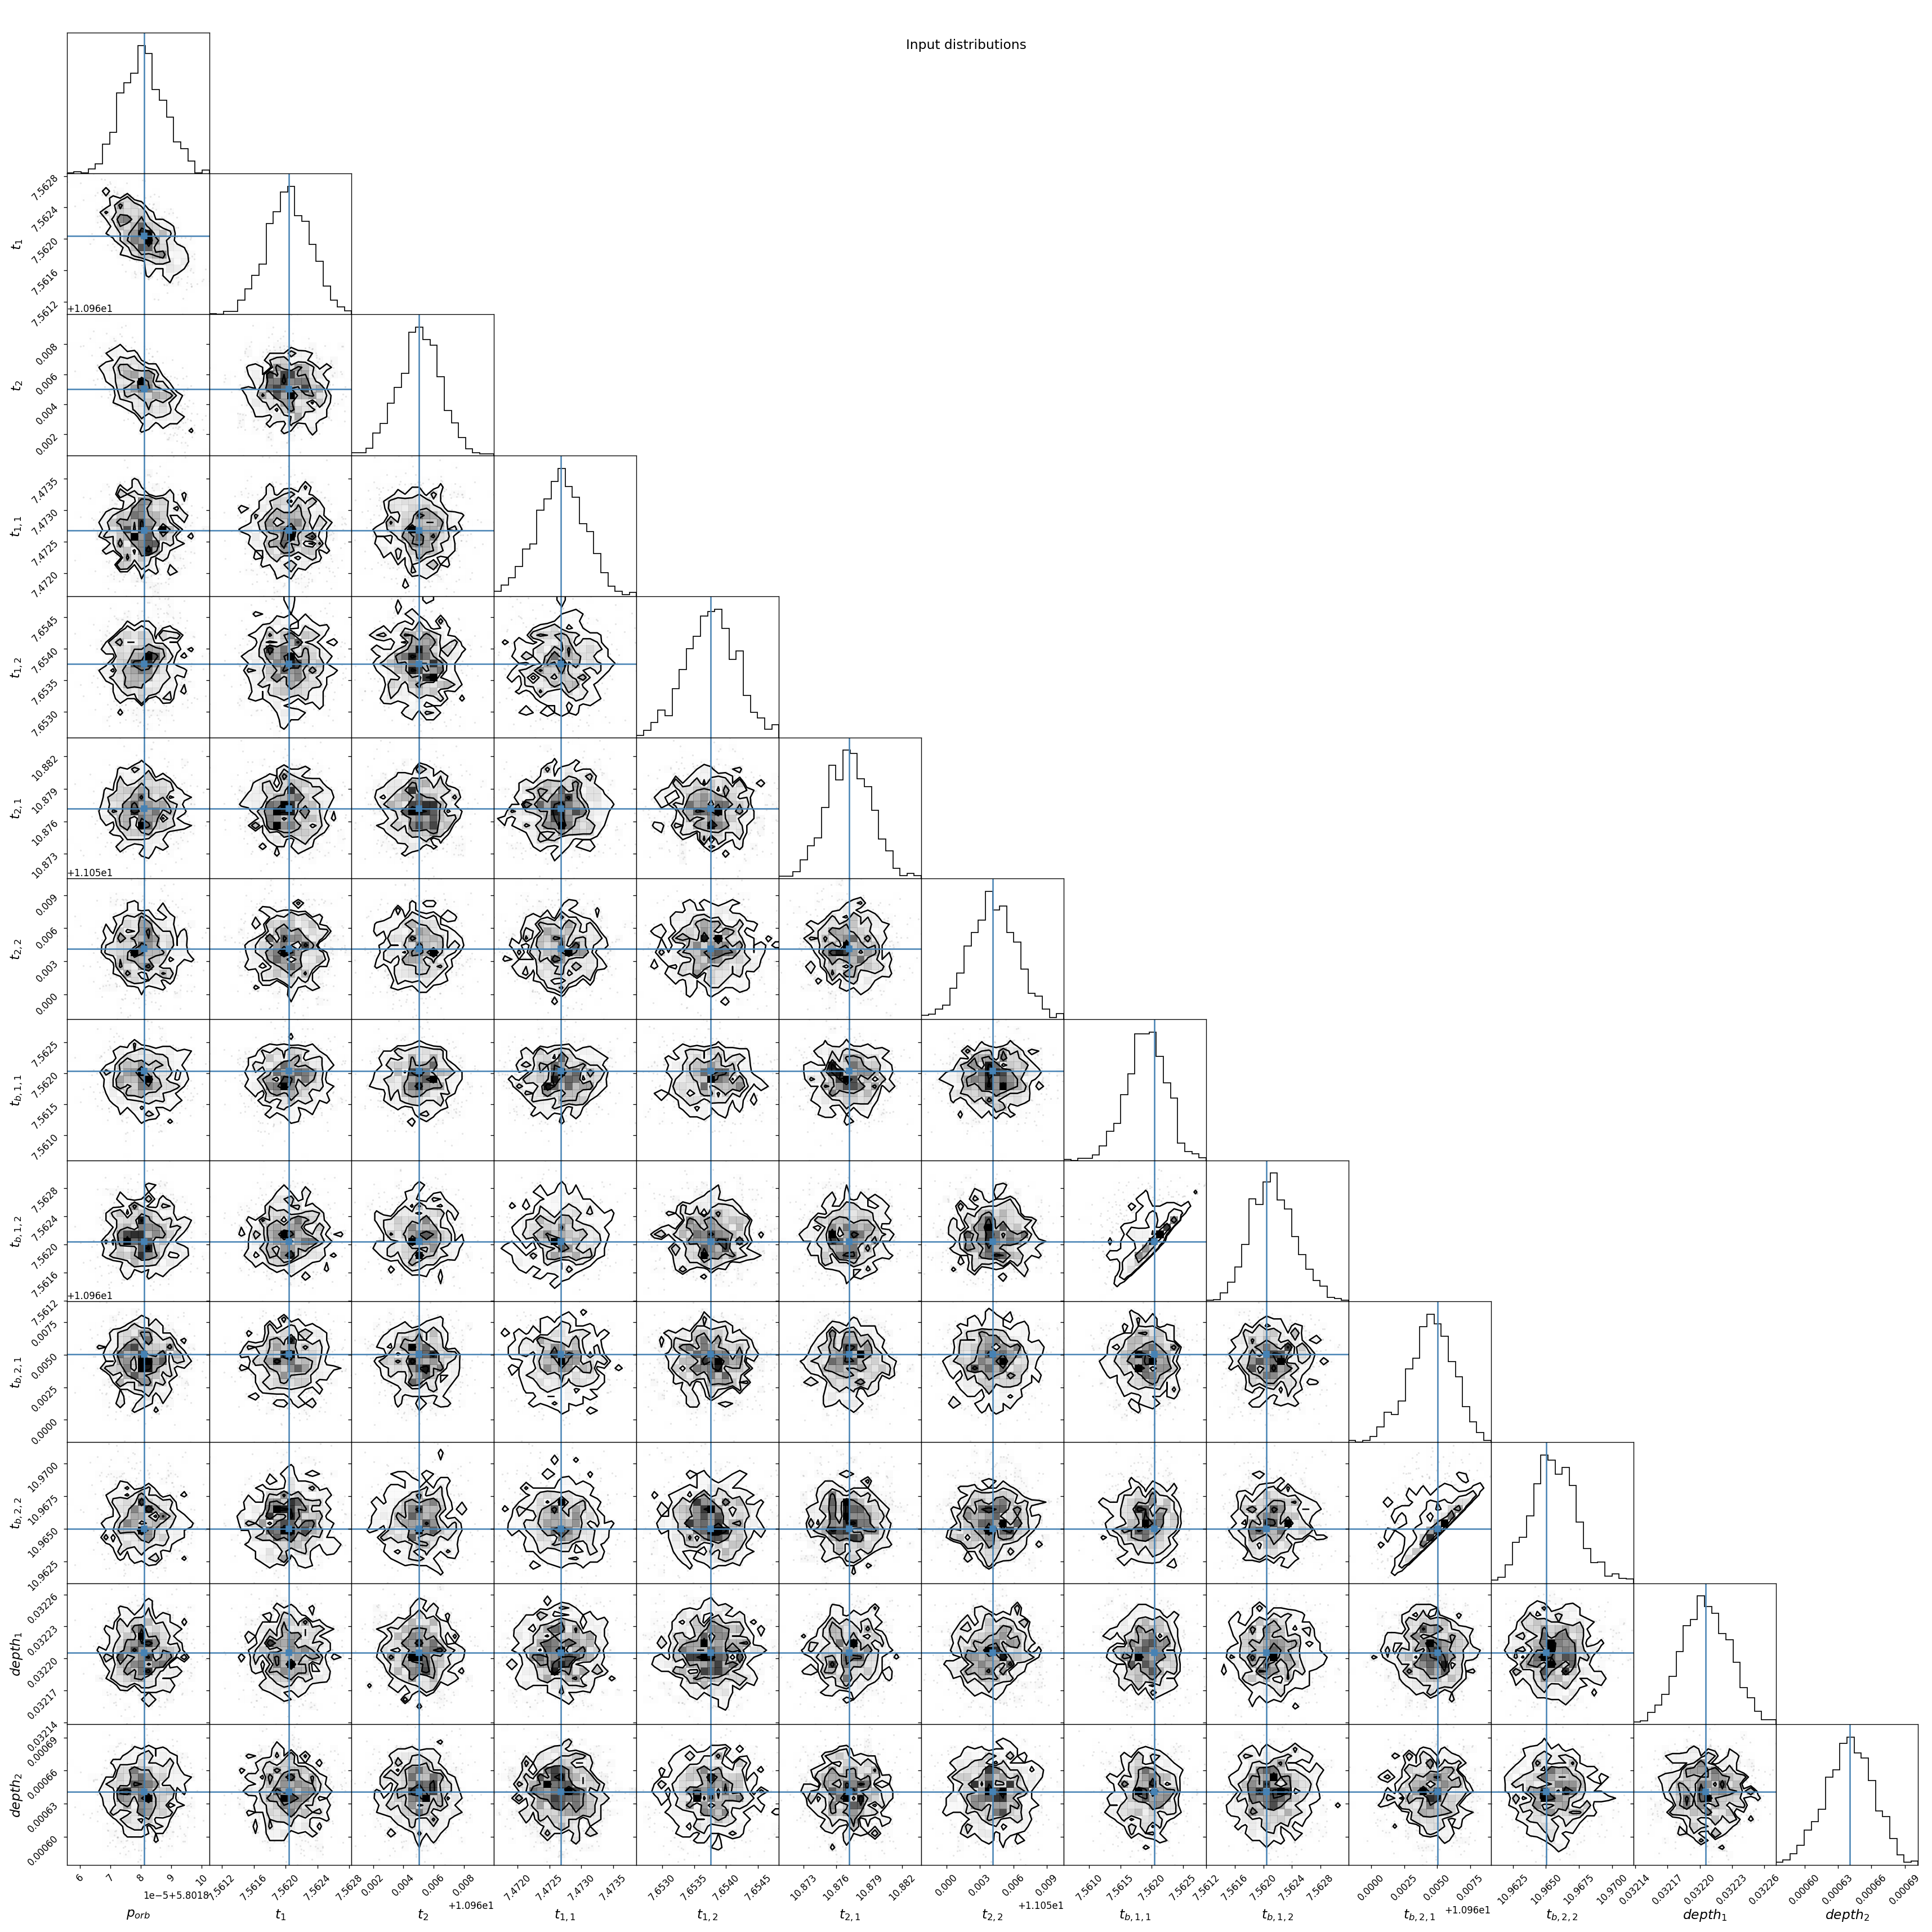 Input distributions
7.5628
7.5624
7.5620
7.5616
7.5612
t1
+1.096e1
0.008
0.006
0.004
0.002
t2
7.4735
7.4730
7.4725
7.4720
t1,1
7.6545
7.6540
7.6535
7.6530
t1,2
10.882
10.879
10.876
10.873
t2,1
+1.105e1
0.009
0.006
0.003
0.000
t2,2
7.5625
7.5620
7.5615
7.5610
tb,1,1
7.5628
7.5624
7.5620
7.5616
7.5612
tb,1,2
+1.096e1
0.0075
0.0050
0.0025
0.0000
tb,2,1
10.9700
10.9675
10.9650
10.9625
tb,2,2
0.03226
0.03223
0.03220
0.03217
0.03214
depth1
0.00069
0.00066
0.00063
0.00060
depth2
6 7 8 9 10
1e-5+5.8018
porb
7.5612 7.5616 7.5620 7.5624 7.5628
t1
0.002 0.004 0.006 0.008
+1.096e1
t2
7.4720 7.4725 7.4730 7.4735
t1,1
7.6530 7.6535 7.6540 7.6545
t1,2
10.873 10.876 10.879 10.882
t2,1
0.000 0.003 0.006 0.009
+1.105e1
t2,2
7.5610 7.5615 7.5620 7.5625
tb,1,1
7.5612 7.5616 7.5620 7.5624 7.5628
tb,1,2
0.0000 0.0025 0.0050 0.0075
+1.096e1
tb,2,1
10.9625 10.9650 10.9675 10.9700
tb,2,2
0.03214 0.03217 0.03220 0.03223 0.03226
depth1
0.00060 0.00063 0.00066 0.00069
depth2